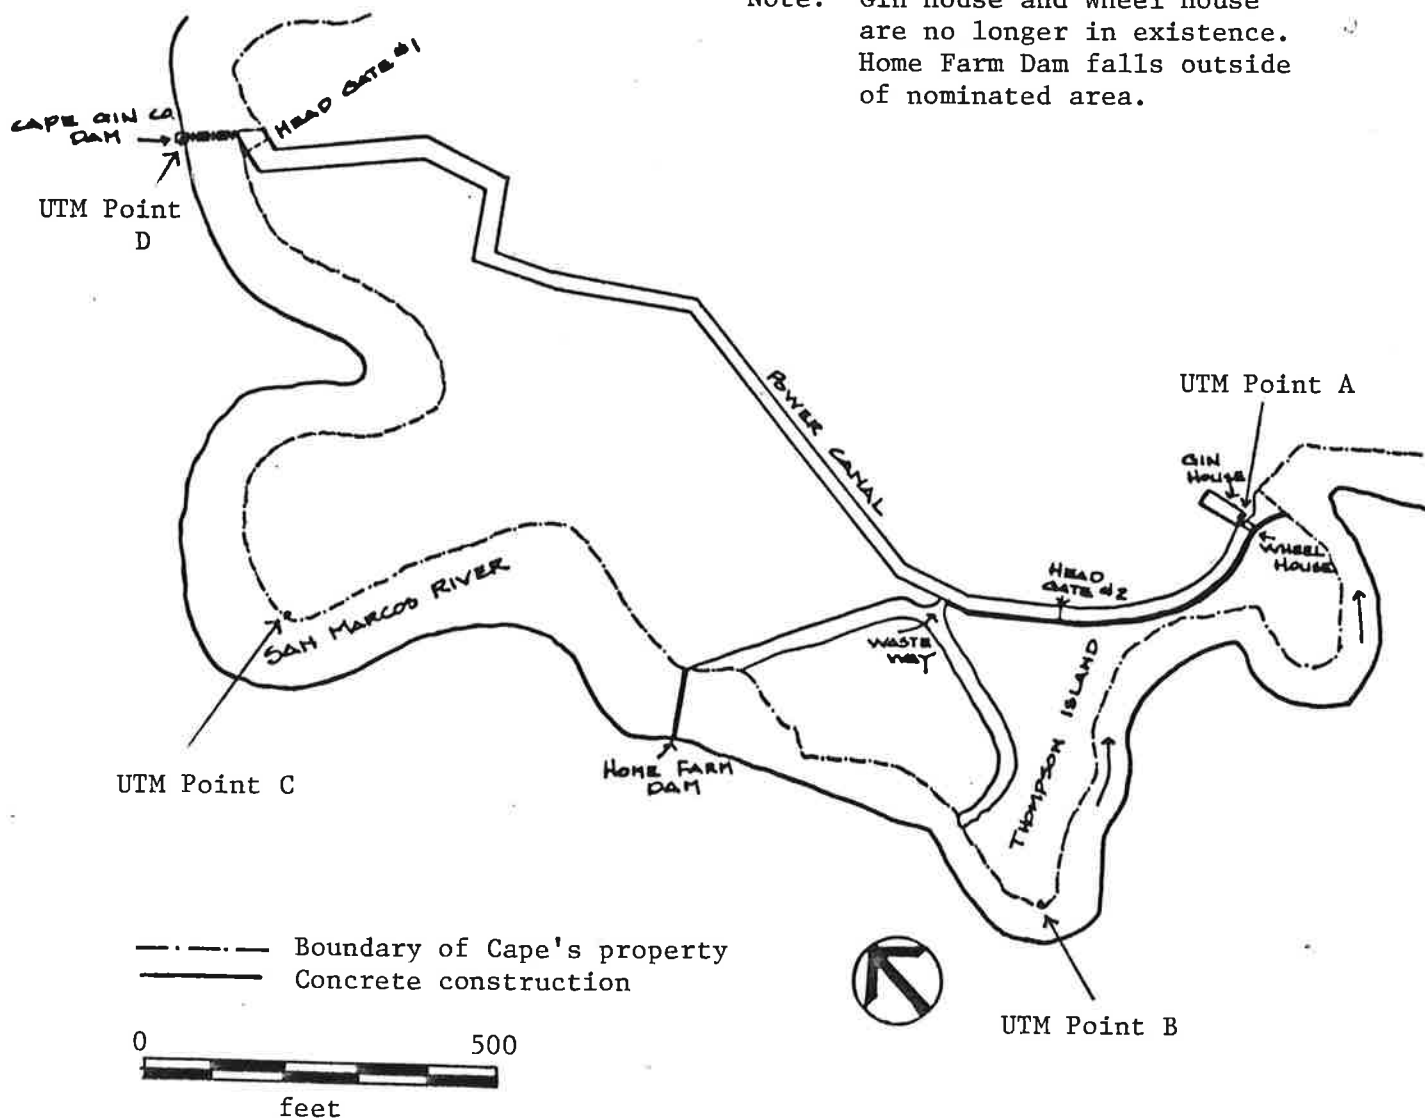 Note: Gin house and wheel house
are no longer in existence.
Home Farm Dam falls outside
of nominated area.
HEAD GATE #1
CAPE GIN CO.
DAM
UTM Point
D
POWER CANAL
UTM Point A
GIN
HOUSE
WHEEL
HOUSE
HEAD
GATE #2
WASTE
WAY
SAN MARCOS RIVER
THOMPSON ISLAND
HOME FARM
DAM
UTM Point C
Boundary of Cape's property
Concrete construction
UTM Point B
0 500
feet